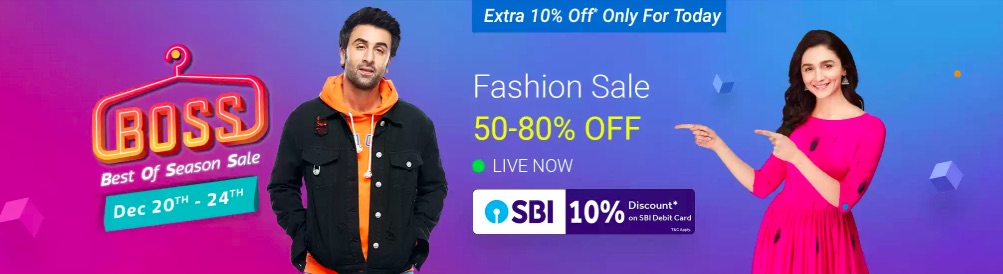 Extra 10% Off* Only For Today
BOSS
Best Of Season Sale
Dec 20TH - 24TH
Fashion Sale
50-80% OFF
LIVE NOW
SBI
10%
Discount*
on SBI Debit Card
T&C Apply.